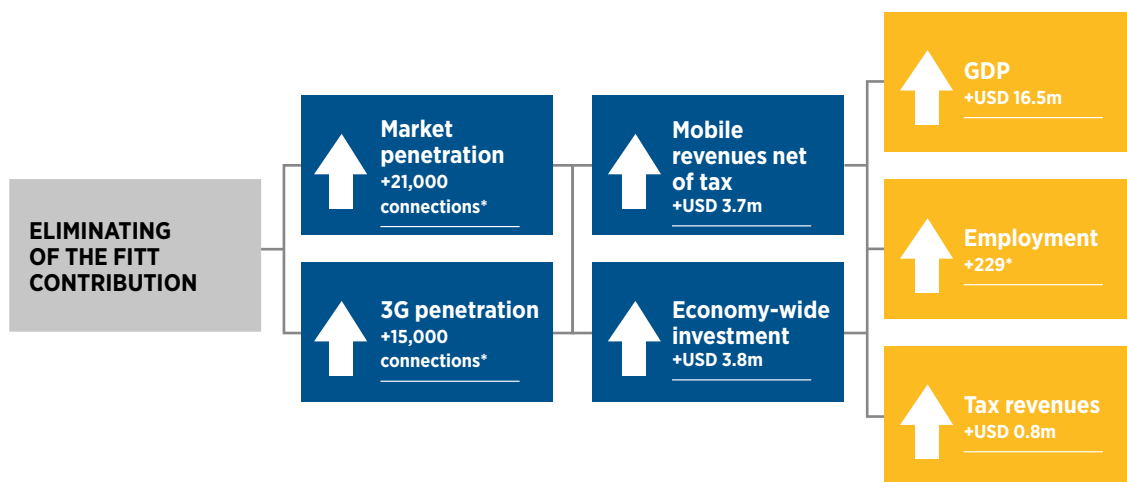 ELIMINATING
OF THE FITT
CONTRIBUTION
Market
penetration
+21,000
connections*
3G penetration
+15,000
connections*
Mobile
revenues net
of tax
+USD 3.7m
Economy-wide
investment
+USD 3.8m
GDP
+USD 16.5m
Employment
+229*
Tax revenues
+USD 0.8m